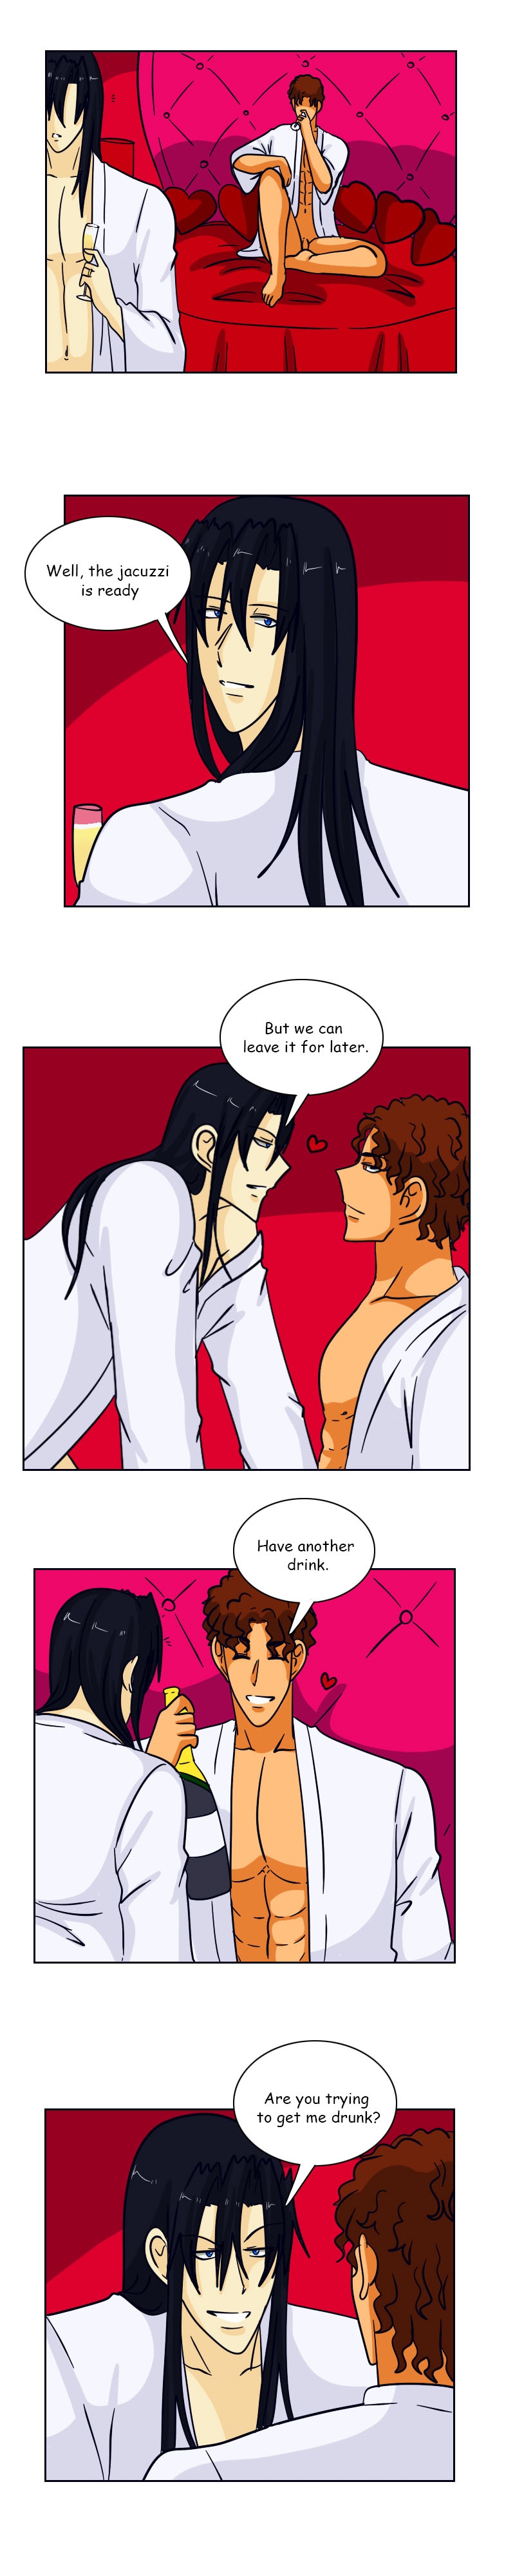 Well, the jacuzzi
is ready
But we can
leave it for later.
Have another
drink.
Are you trying
to get me drunk?